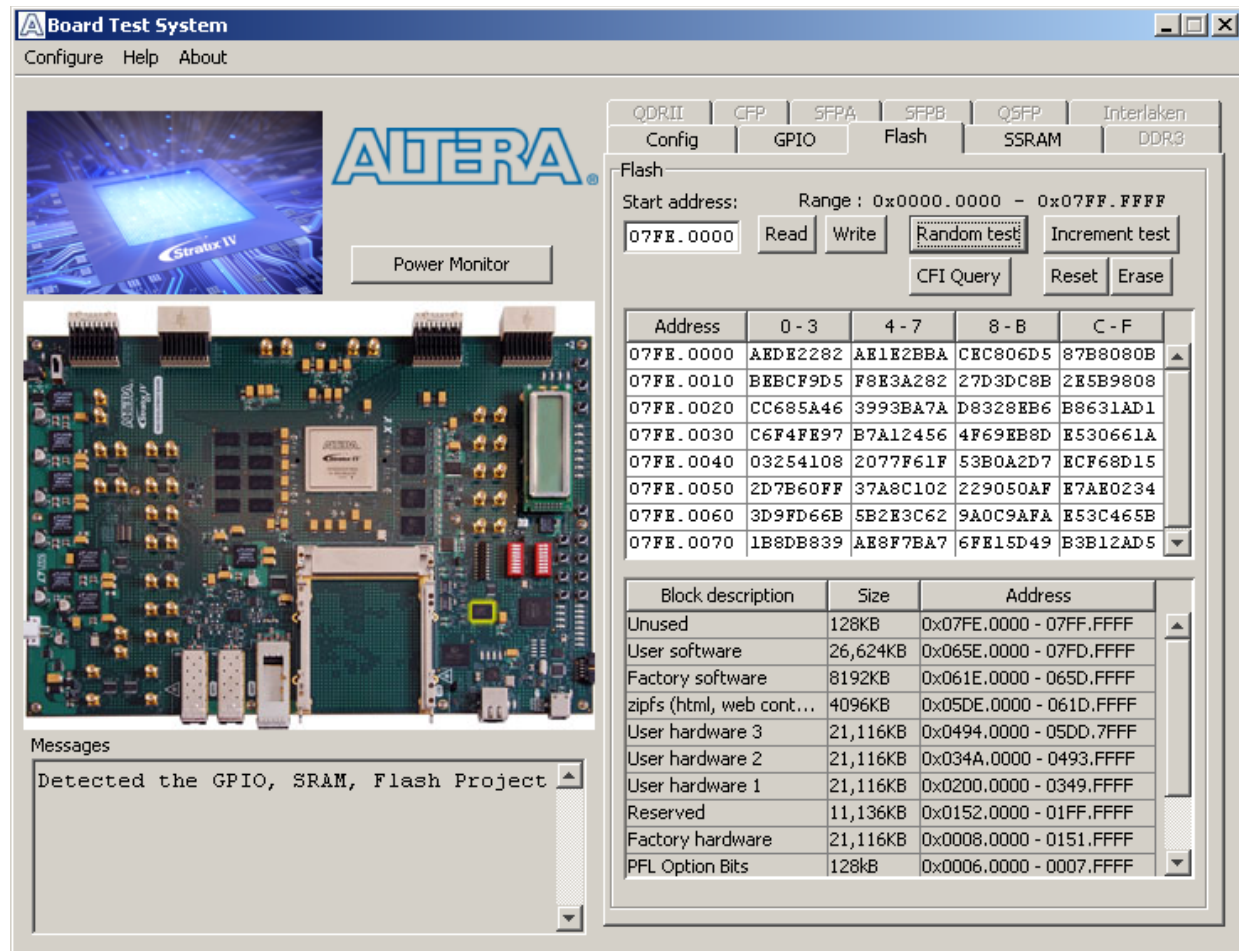 Board Test System
Configure Help About
QDRII CFP SFPA SFPB QSFP Interlaken
Config GPIO Flash SSRAM DDR3
Stratix IV
ALTERA®
Power Monitor
Flash
Start address: Range : 0x0000.0000 - 0x07FF.FFFF
07FE.0000 Read Write Random test Increment test
CFI Query Reset Erase
Address 0 - 3 4 - 7 8 - B C - F
07FE.0000 AEDE2282 AE1E2BBA CEC806D5 87B8080B
07FE.0010 BEBCF9D5 F8E3A282 27D3DC8B 2E5B9808
07FE.0020 CC685A46 3993BA7A D8328EB6 B8631AD1
07FE.0030 C6F4FE97 B7A12456 4F69EB8D E530661A
07FE.0040 03254108 2077F61F 53B0A2D7 ECF68D15
07FE.0050 2D7B60FF 37A8C102 229050AF E7AE0234
07FE.0060 3D9FD66B 5B2E3C62 9A0C9AFA E53C465B
07FE.0070 1B8DB839 AE8F7BA7 6FE15D49 B3B12AD5
Block description Size Address
Unused 128KB 0x07FE.0000 - 07FF.FFFF
User software 26,624KB 0x065E.0000 - 07FD.FFFF
Factory software 8192KB 0x061E.0000 - 065D.FFFF
zipfs (html, web cont... 4096KB 0x05DE.0000 - 061D.FFFF
User hardware 3 21,116KB 0x0494.0000 - 05DD.7FFF
User hardware 2 21,116KB 0x034A.0000 - 0493.FFFF
User hardware 1 21,116KB 0x0200.0000 - 0349.FFFF
Reserved 11,136KB 0x0152.0000 - 01FF.FFFF
Factory hardware 21,116KB 0x0008.0000 - 0151.FFFF
PFL Option Bits 128kB 0x0006.0000 - 0007.FFFF
ALTERA
ALTERA
Stratix IV
Messages
Detected the GPIO, SRAM, Flash Project